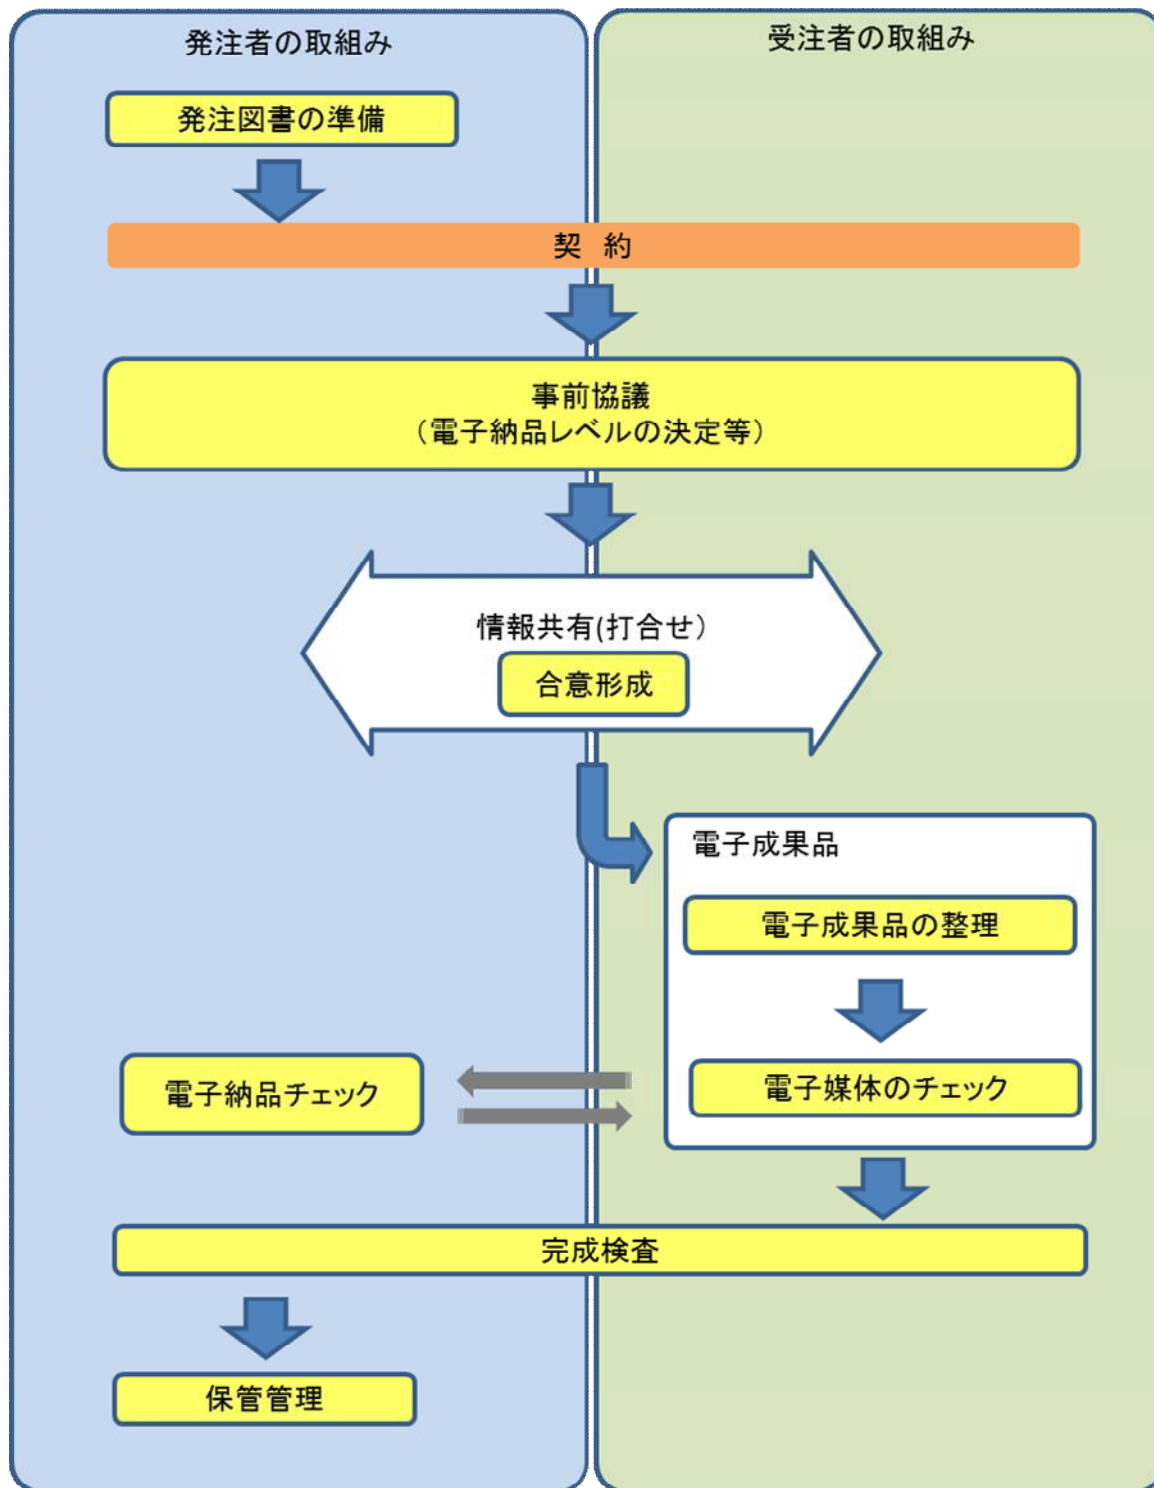 発注者の取組み
受注者の取組み
発注図書の準備
契 約
事前協議
（電子納品レベルの決定等）
情報共有(打合せ）
合意形成
電子成果品
電子成果品の整理
電子納品チェック
電子媒体のチェック
完成検査
保管管理